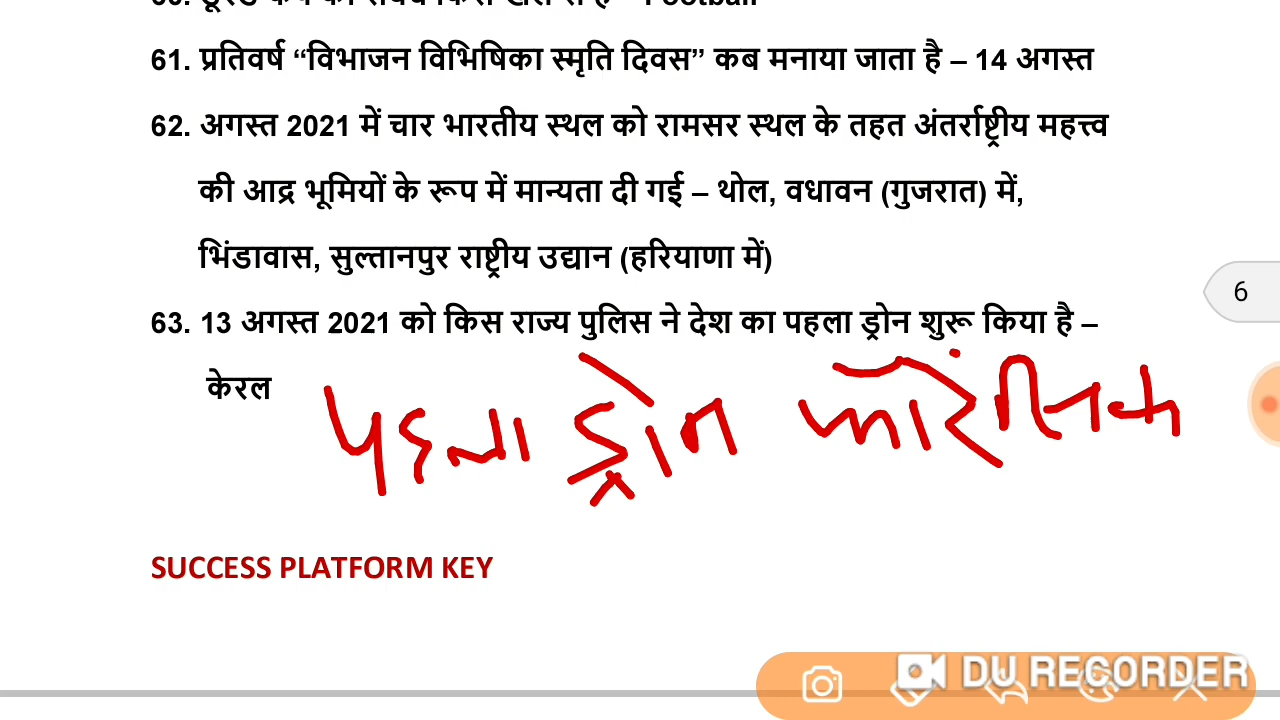 61. प्रतिवर्ष “विभाजन विभिषिका स्मृति दिवस” कब मनाया जाता है – 14 अगस्त
62. अगस्त 2021 में चार भारतीय स्थल को रामसर स्थल के तहत अंतर्राष्ट्रीय महत्त्व
की आद्र भूमियों के रूप में मान्यता दी गई – थोल, वधावन (गुजरात) में,
भिंडावास, सुल्तानपुर राष्ट्रीय उद्यान (हरियाणा में)
63. 13 अगस्त 2021 को किस राज्य पुलिस ने देश का पहला ड्रोन शुरू किया है –
केरल
पहला ड्रोन फोरेंसिक
SUCCESS PLATFORM KEY
6
DU RECORDER